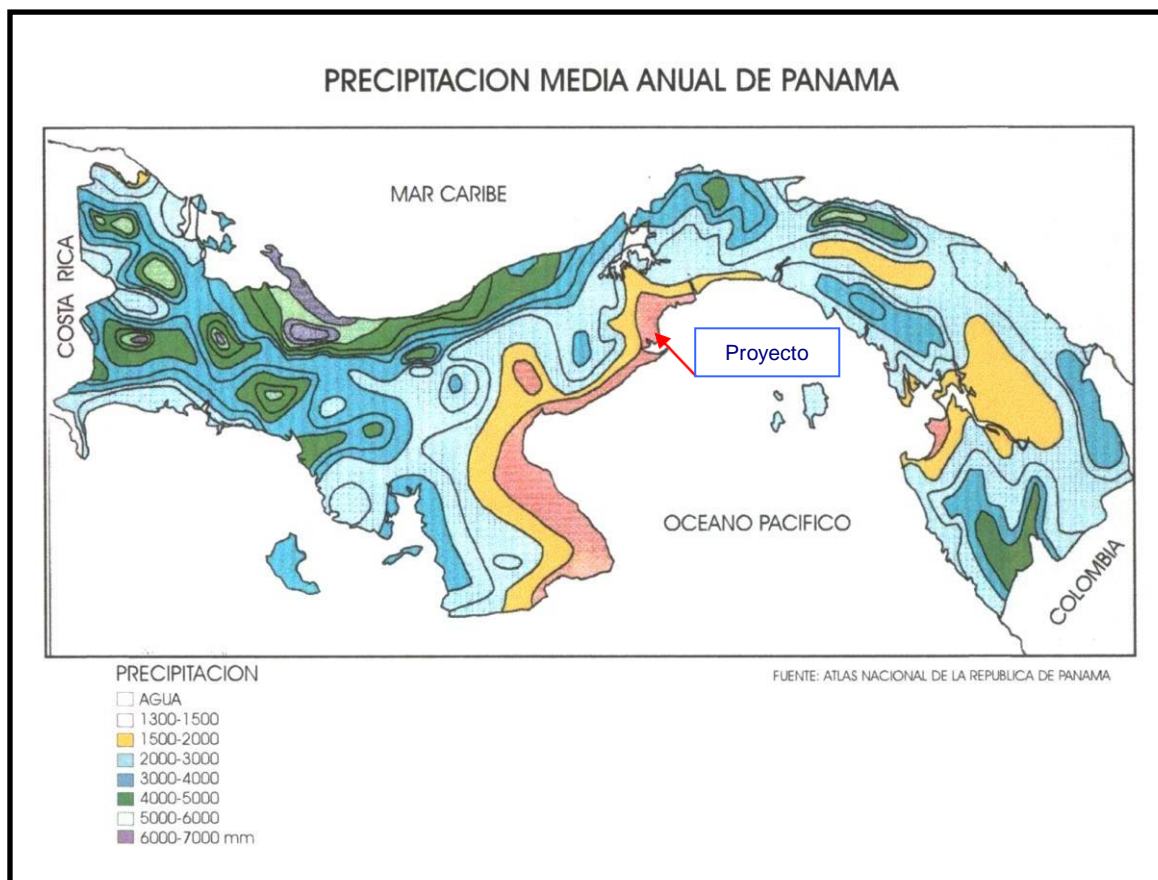 PRECIPITACION MEDIA ANUAL DE PANAMA
MAR CARIBE
COSTA RICA
Proyecto
OCEANO PACIFICO
COLOMBIA
PRECIPITACION
AGUA
1300-1500
1500-2000
2000-3000
3000-4000
4000-5000
5000-6000
6000-7000 mm
FUENTE: ATLAS NACIONAL DE LA REPUBLICA DE PANAMA